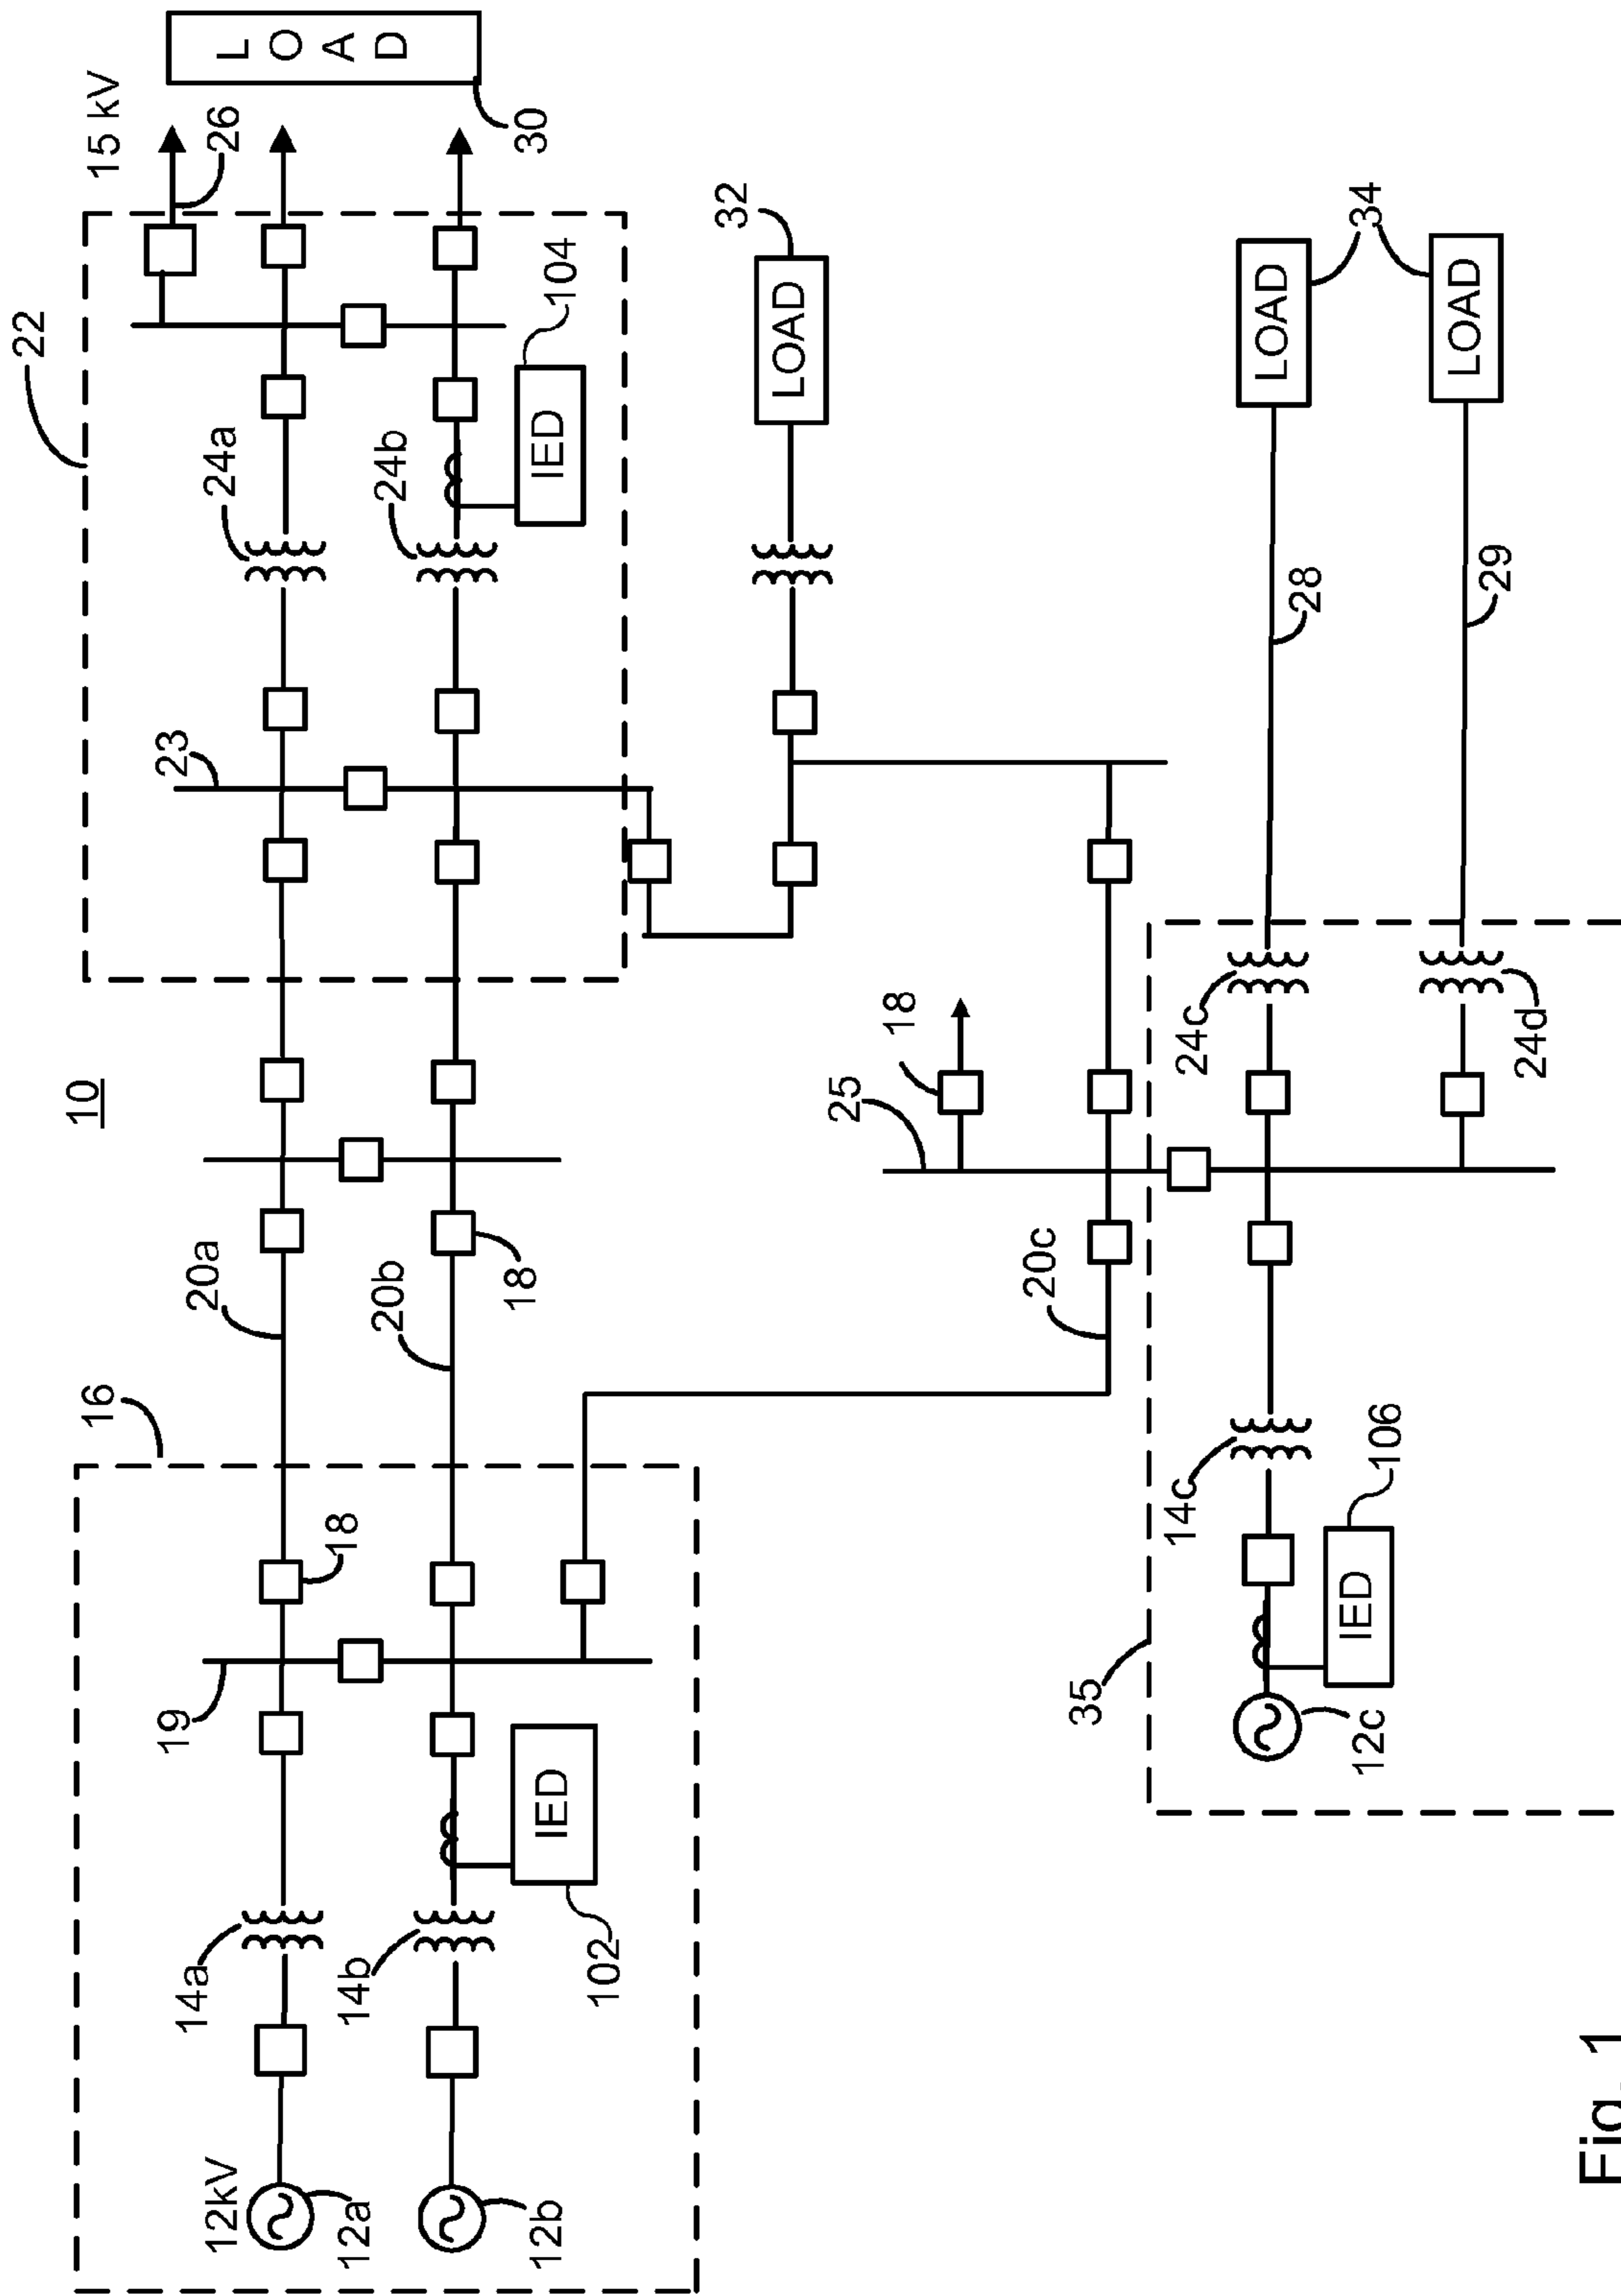 10
16
22
12kV
12a
12b
14a
14b
102
IED
19
18
20a
20b
18
23
24a
24b
IED
104
15 kV
26
LOAD
30
LOAD
32
20c
25
18
35
12c
IED
106
14c
24c
24d
28
29
LOAD
LOAD
34
Fig. 1